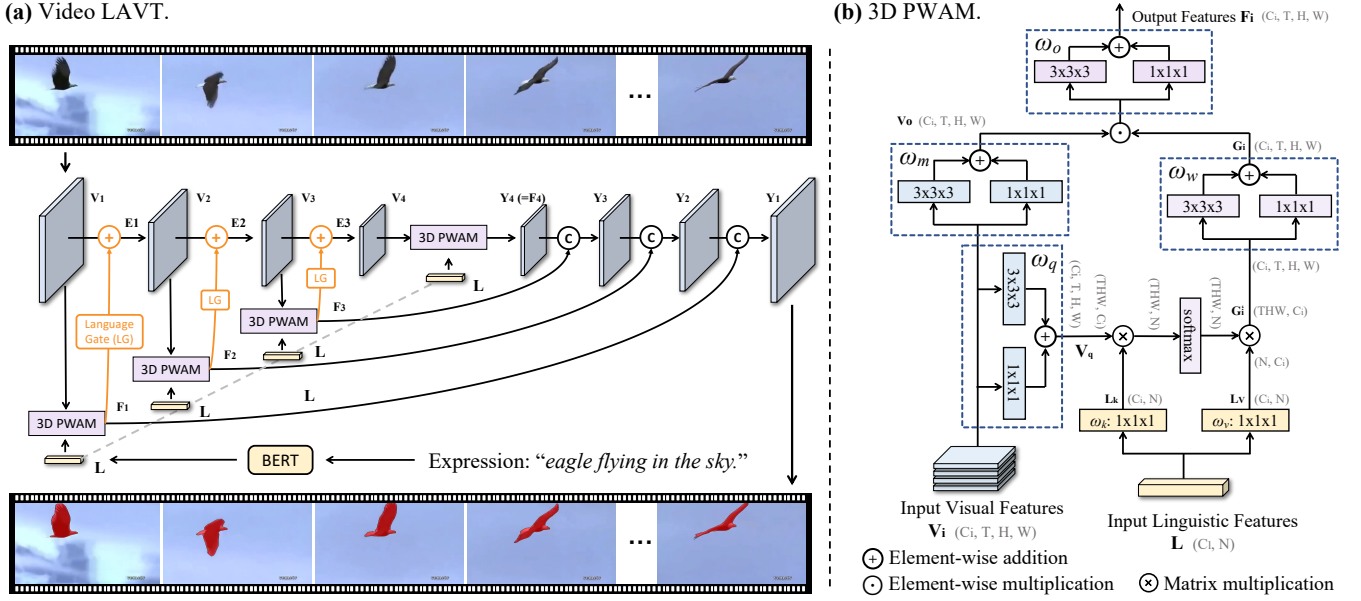 (a) Video LAVT.
...
V1
V2
V3
V4
Y4 (=F4)
Y3
Y2
Y1
E1
E2
E3
3D PWAM
C
C
C
LG
LG
Language
Gate (LG)
L
F3
3D PWAM
L
F2
3D PWAM
L
L
F1
3D PWAM
L
BERT
Expression: “eagle flying in the sky.”
...
(b) 3D PWAM.
Output Features Fi (Ci, T, H, W)
ωo
3x3x3
1x1x1
Vo (Ci, T, H, W)
Gi (Ci, T, H, W)
ωm
3x3x3
1x1x1
ωw
3x3x3
1x1x1
ωq
3x3x3
1x1x1
(Ci, T, H, W)
(THW, Ci)
(THW, N)
softmax
(THW, N)
(Ci, T, H, W)
G'i (THW, Ci)
Vq
(N, Ci)
Lk (Ci, N)
Lv (Ci, N)
ωk: 1x1x1
ωv: 1x1x1
Input Visual Features
Vi (Ci, T, H, W)
Input Linguistic Features
L (Cl, N)
Element-wise addition
Element-wise multiplication
Matrix multiplication